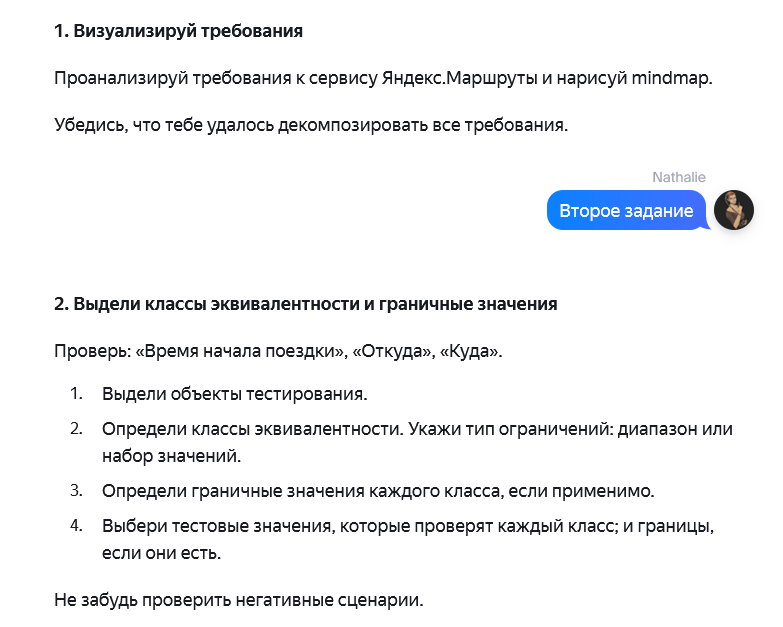 1. Визуализируй требования
Проанализируй требования к сервису Яндекс.Маршруты и нарисуй mindmap.
Убедись, что тебе удалось декомпозировать все требования.
Nathalie
Второе задание
2. Выдели классы эквивалентности и граничные значения
Проверь: «Время начала поездки», «Откуда», «Куда».
1. Выдели объекты тестирования.
2. Определи классы эквивалентности. Укажи тип ограничений: диапазон или
набор значений.
3. Определи граничные значения каждого класса, если применимо.
4. Выбери тестовые значения, которые проверят каждый класс; и границы,
если они есть.
Не забудь проверить негативные сценарии.